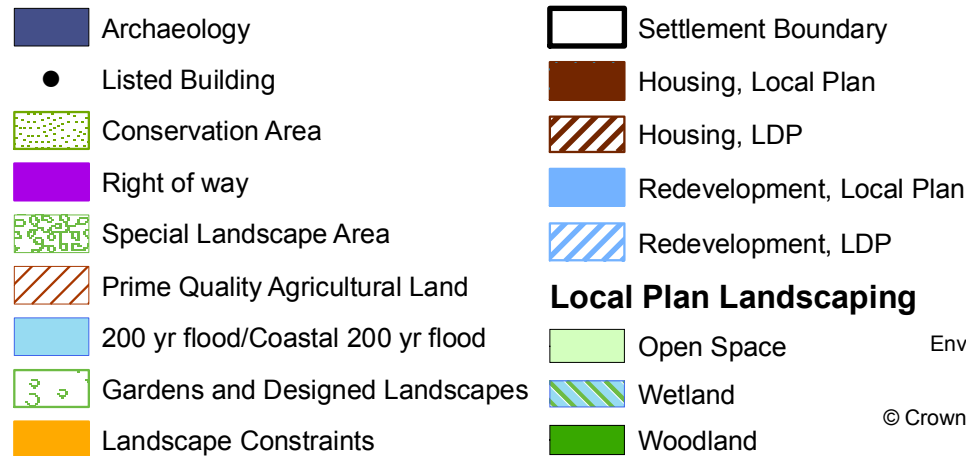 Archaeology
Listed Building
Conservation Area
Right of way
Special Landscape Area
Prime Quality Agricultural Land
200 yr flood/Coastal 200 yr flood
Gardens and Designed Landscapes
Landscape Constraints
Settlement Boundary
Housing, Local Plan
Housing, LDP
Redevelopment, Local Plan
Redevelopment, LDP
Local Plan Landscaping
Open Space
Wetland
Woodland
Env
© Crown